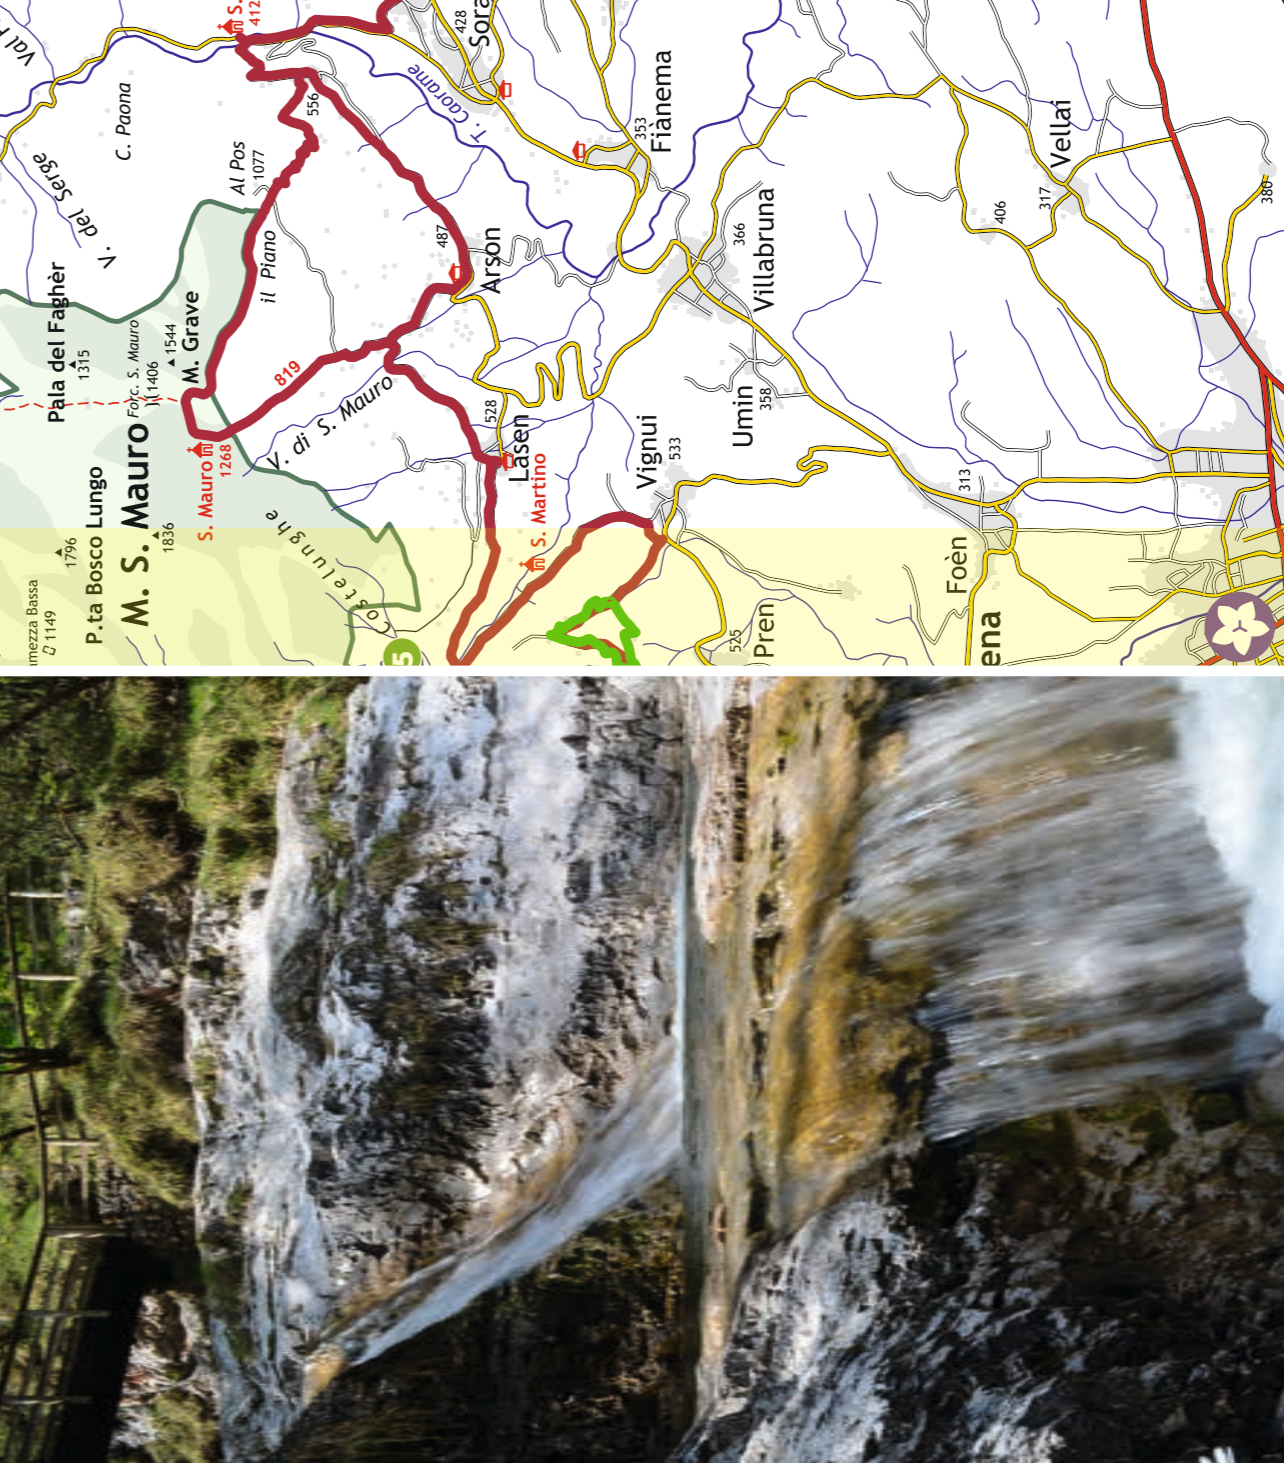 Val
S.
412
428
Sora
C. Paona
V. del Serge
T. Caorame
556
Al Pos
1077
353
Fiànema
Vellai
317
406
380
il Piano
487
Arson
366
Villabruna
Pala del Faghèr
1315
Forc. S. Mauro
1406
1544
M. Grave
819
V. di S. Mauro
528
Lasen
Umin
358
S. Mauro
1268
M. S. Mauro
1836
P.ta Bosco Lungo
1796
S. Martino
Vignui
533
313
Foèn
Costelunghe
mezza Bassa
1149
5
525
Pren
ena